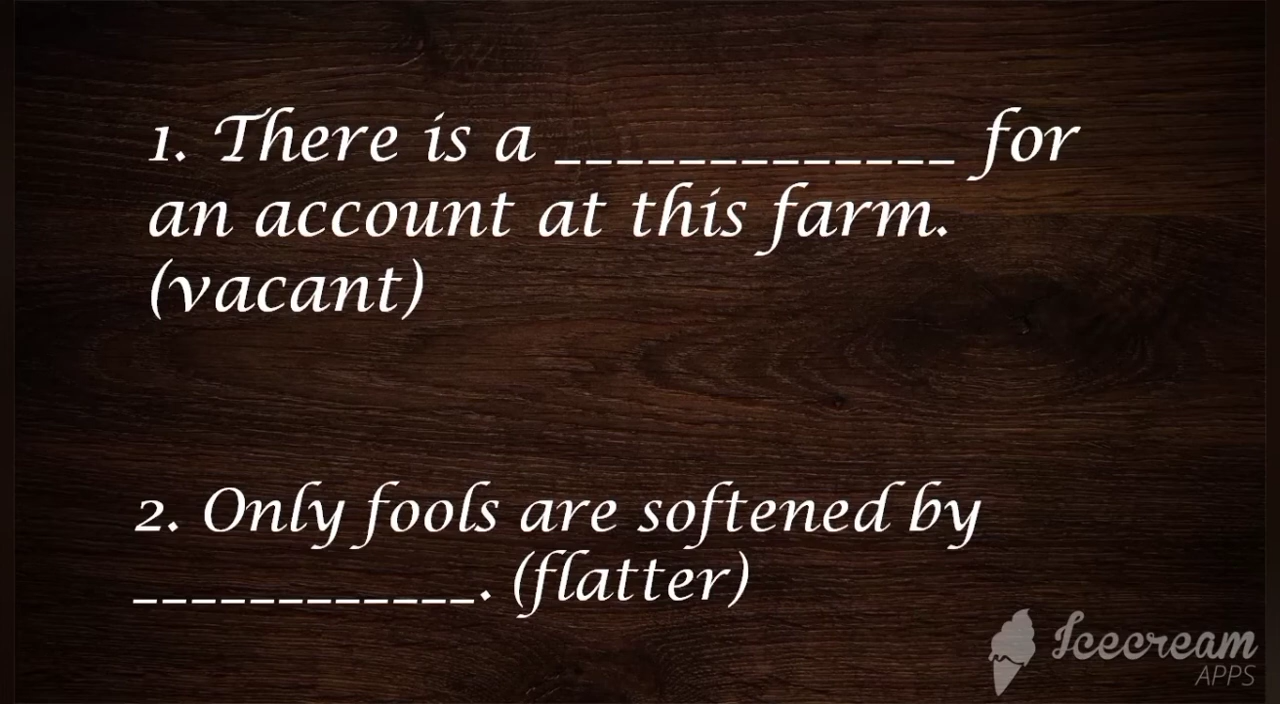 1. There is a _____________ for
an account at this farm.
(vacant)
2. Only fools are softened by
____________. (flatter)
Icecream
APPS